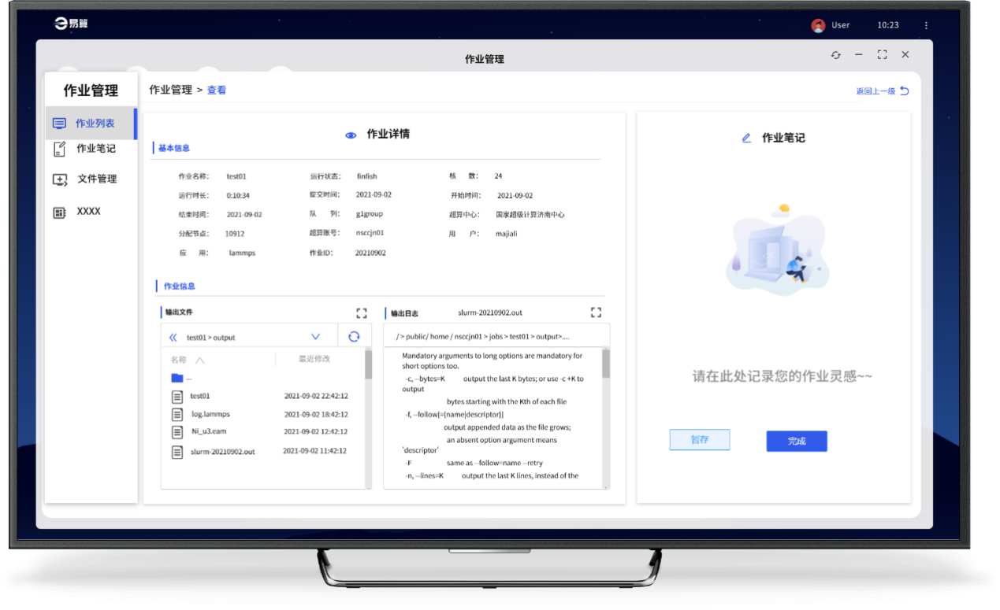 易算
User 10:23
作业管理
作业管理
作业列表
作业笔记
文件管理
XXXX
作业管理 > 查看
返回上一级
作业详情
基本信息
作业名称: test01 运行状态: finfish 核 数: 24
运行时长: 0:10:34 提交时间: 2021-09-02 开始时间: 2021-09-02
结束时间: 2021-09-02 队 列: g1group 超算中心: 国家超级计算济南中心
分配节点: 10912 超算账号: nsccjn01 用 户: majiali
应 用: lammps 作业ID: 20210902
作业信息
输出文件
test01 > output
名称 最近修改
...
test01 2021-09-02 22:42:12
log.lammps 2021-09-02 18:42:12
Ni_u3.eam 2021-09-02 12:42:12
slurm-20210902.out 2021-09-02 11:42:12
输出日志 slurm-20210902.out
/ > public/ home / nsccjn01 > jobs > test01 > output>....
Mandatory arguments to long options are mandatory for
short options too.
-c, --bytes=K output the last K bytes; or use -c +K to
output
bytes starting with the Kth of each file
-f, --follow[={name|descriptor}]
output appended data as the file grows;
an absent option argument means
'descriptor'
-F same as --follow=name --retry
-n, --lines=K output the last K lines, instead of the
作业笔记
请在此处记录您的作业灵感~~
暂存 完成